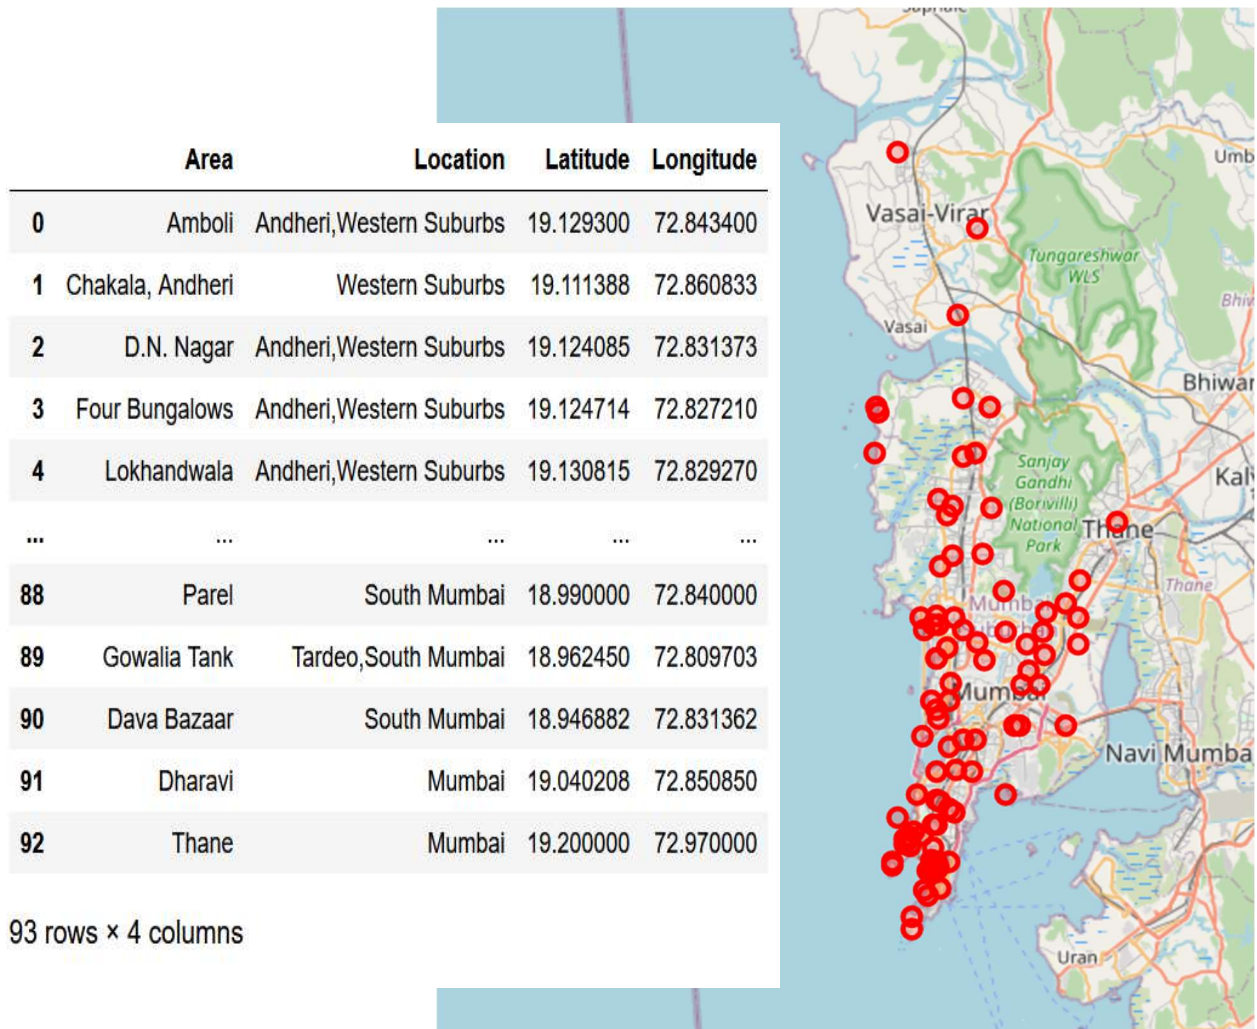 Area Location Latitude Longitude
0 Amboli Andheri,Western Suburbs 19.129300 72.843400
1 Chakala, Andheri Western Suburbs 19.111388 72.860833
2 D.N. Nagar Andheri,Western Suburbs 19.124085 72.831373
3 Four Bungalows Andheri,Western Suburbs 19.124714 72.827210
4 Lokhandwala Andheri,Western Suburbs 19.130815 72.829270
... ... ... ... ...
88 Parel South Mumbai 18.990000 72.840000
89 Gowalia Tank Tardeo,South Mumbai 18.962450 72.809703
90 Dava Bazaar South Mumbai 18.946882 72.831362
91 Dharavi Mumbai 19.040208 72.850850
92 Thane Mumbai 19.200000 72.970000
93 rows × 4 columns
Umb
Vasai-Virar
Tungareshwar
WLS
Bhiw
Vasai
Bhiwar
Sanjay
Gandhi
(Borivili)
National
Park
Kaly
Thane
Thane
Mumba
Mumbai
Navi Mumba
Uran